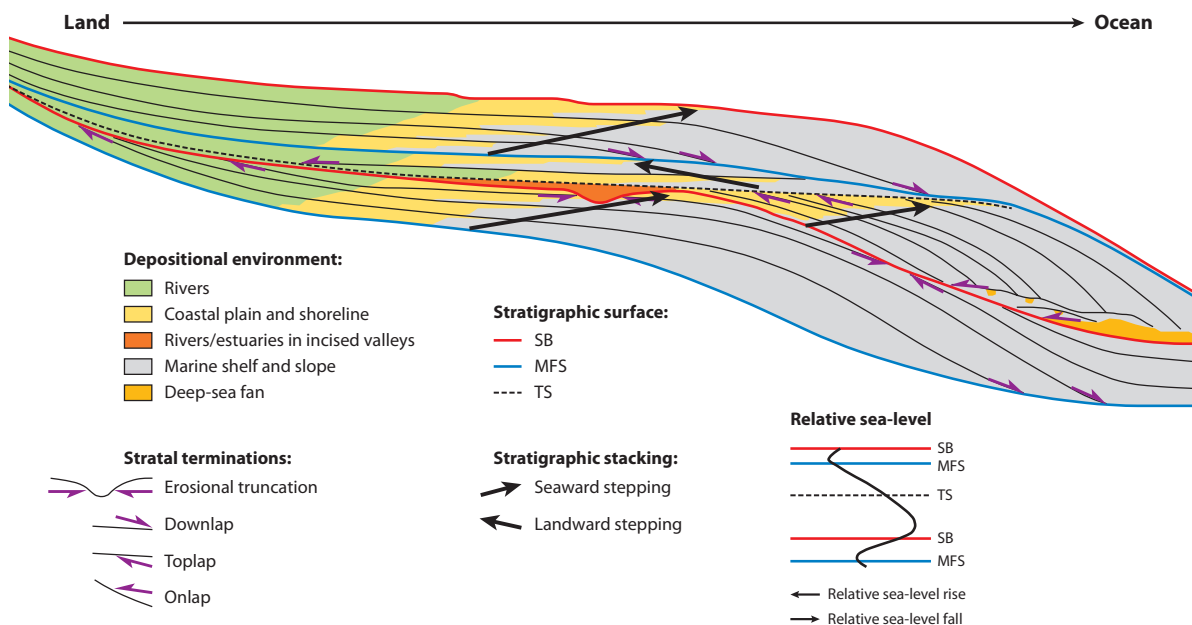 Land
Ocean
Depositional environment:
Rivers
Coastal plain and shoreline
Rivers/estuaries in incised valleys
Marine shelf and slope
Deep-sea fan
Stratigraphic surface:
SB
MFS
TS
Stratal terminations:
Erosional truncation
Downlap
Toplap
Onlap
Stratigraphic stacking:
Seaward stepping
Landward stepping
Relative sea-level
SB
MFS
TS
SB
MFS
Relative sea-level rise
Relative sea-level fall